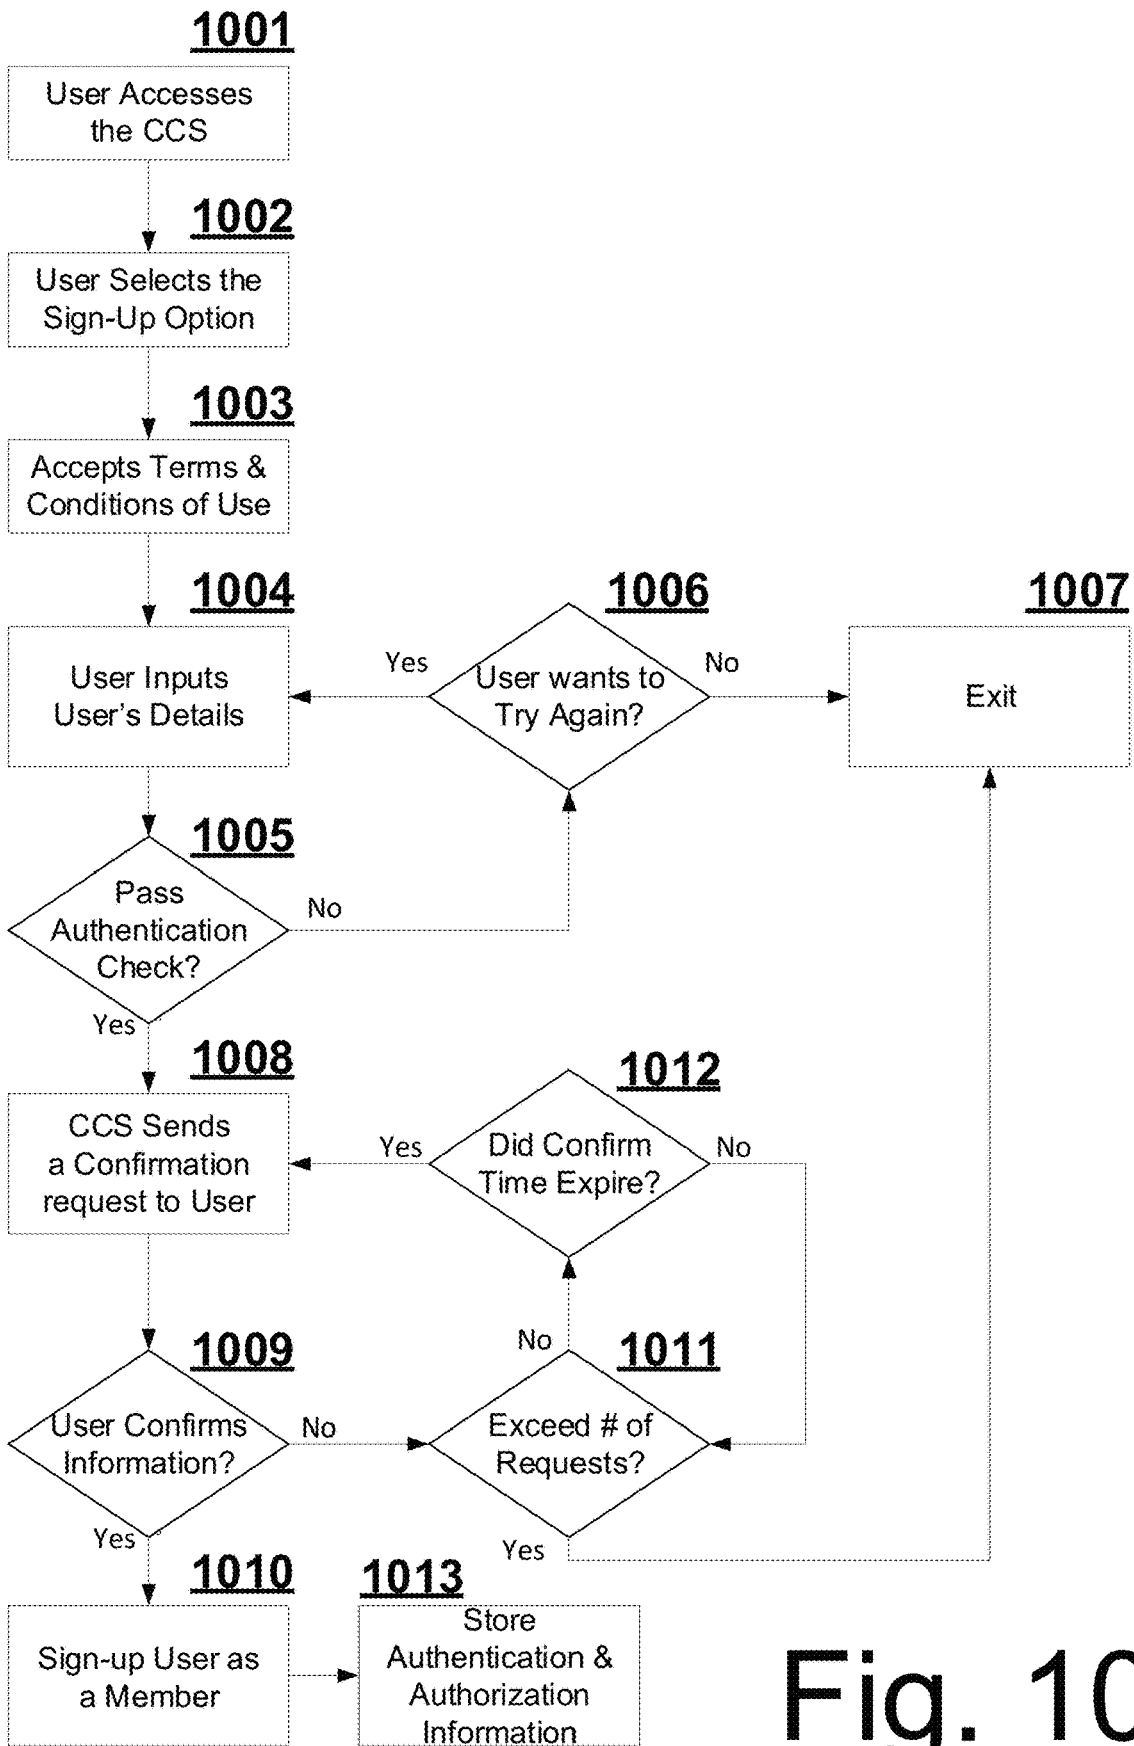 1001
User Accesses
the CCS
1002
User Selects the
Sign-Up Option
1003
Accepts Terms &
Conditions of Use
1004
User Inputs
User's Details
1006
Yes
User wants to
Try Again?
No
1007
Exit
1005
Pass
Authentication
Check?
No
Yes
1008
CCS Sends
a Confirmation
request to User
1012
Yes
Did Confirm
Time Expire?
No
1009
User Confirms
Information?
No
Yes
No
1011
Exceed # of
Requests?
Yes
1010
Sign-up User as
a Member
1013
Store
Authentication &
Authorization
Information
Fig. 10